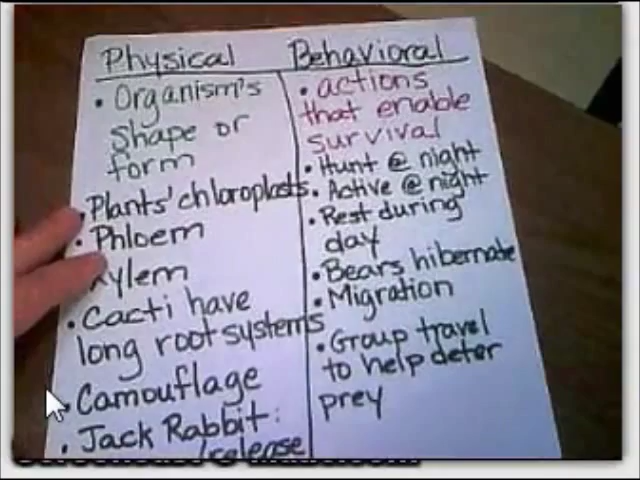 Physical Behavioral
• Organism's
shape or
form
• Plants' chloroplasts
• Phloem
xylem
• Cacti have
long root systems
• Camouflage
• Jack Rabbit:
/release
• actions
that enable
survival
• Hunt @ night
• Active @ night
• Rest during
day
• Bears hibernate
• Migration
• Group travel
to help deter
prey